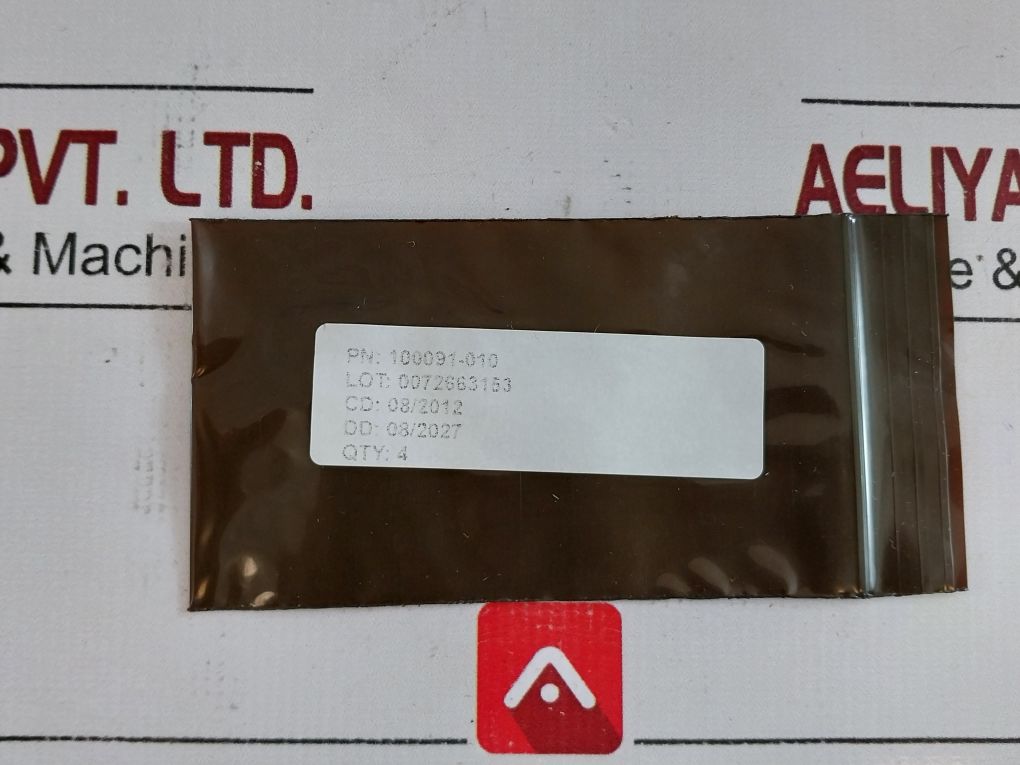 PVT. LTD.
& Machi
AELIYA
e &
PN: 100091-010
LOT: 0072663153
CD: 08/2012
DD: 08/2027
QTY: 4